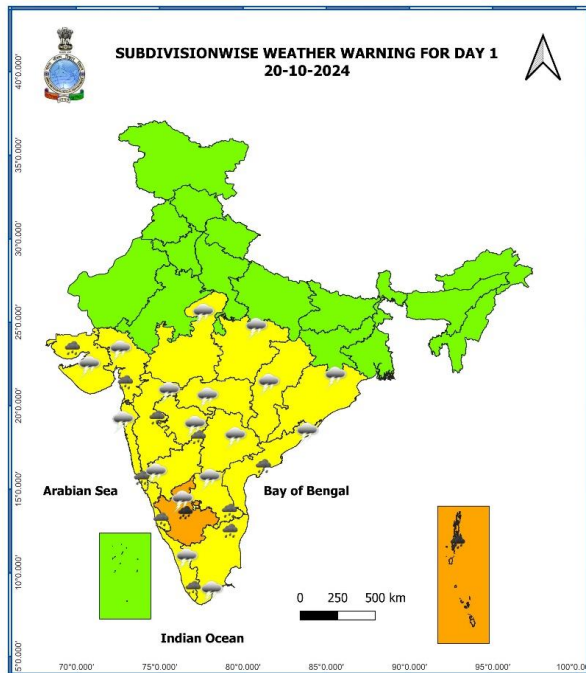 SUBDIVISIONWISE WEATHER WARNING FOR DAY 1
20-10-2024
40°0.000'
35°0.000'
30°0.000'
25°0.000'
20°0.000'
15°0.000'
10°0.000'
5°0.000'
Arabian Sea
Bay of Bengal
0 250 500 km
Indian Ocean
70°0.000' 75°0.000' 80°0.000' 85°0.000' 90°0.000' 95°0.000' 100°0.0